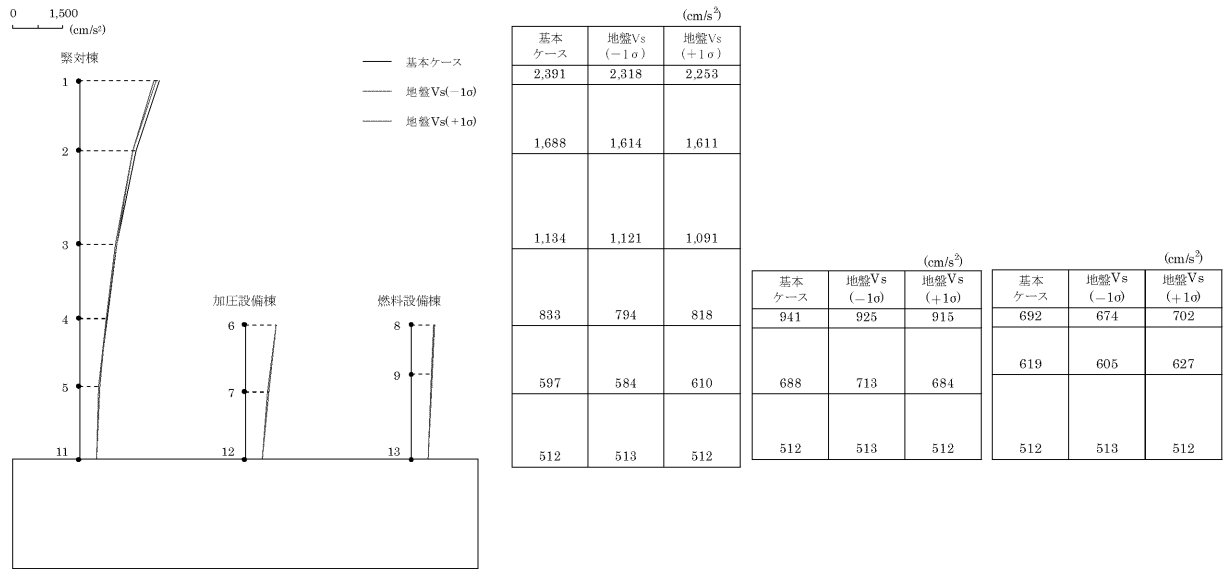 0 1,500
(cm/s²)
緊対棟
基本ケース
地盤Vs(−1σ)
地盤Vs(+1σ)
1
2
3
4
5
11
加圧設備棟
6
7
12
燃料設備棟
8
9
13
(cm/s²)
基本 地盤Vs 地盤Vs
ケース (−1σ) (+1σ)
2,391 2,318 2,253
1,688 1,614 1,611
1,134 1,121 1,091
833 794 818
597 584 610
512 513 512
(cm/s²)
基本 地盤Vs 地盤Vs
ケース (−1σ) (+1σ)
941 925 915
688 713 684
512 513 512
(cm/s²)
基本 地盤Vs 地盤Vs
ケース (−1σ) (+1σ)
692 674 702
619 605 627
512 513 512